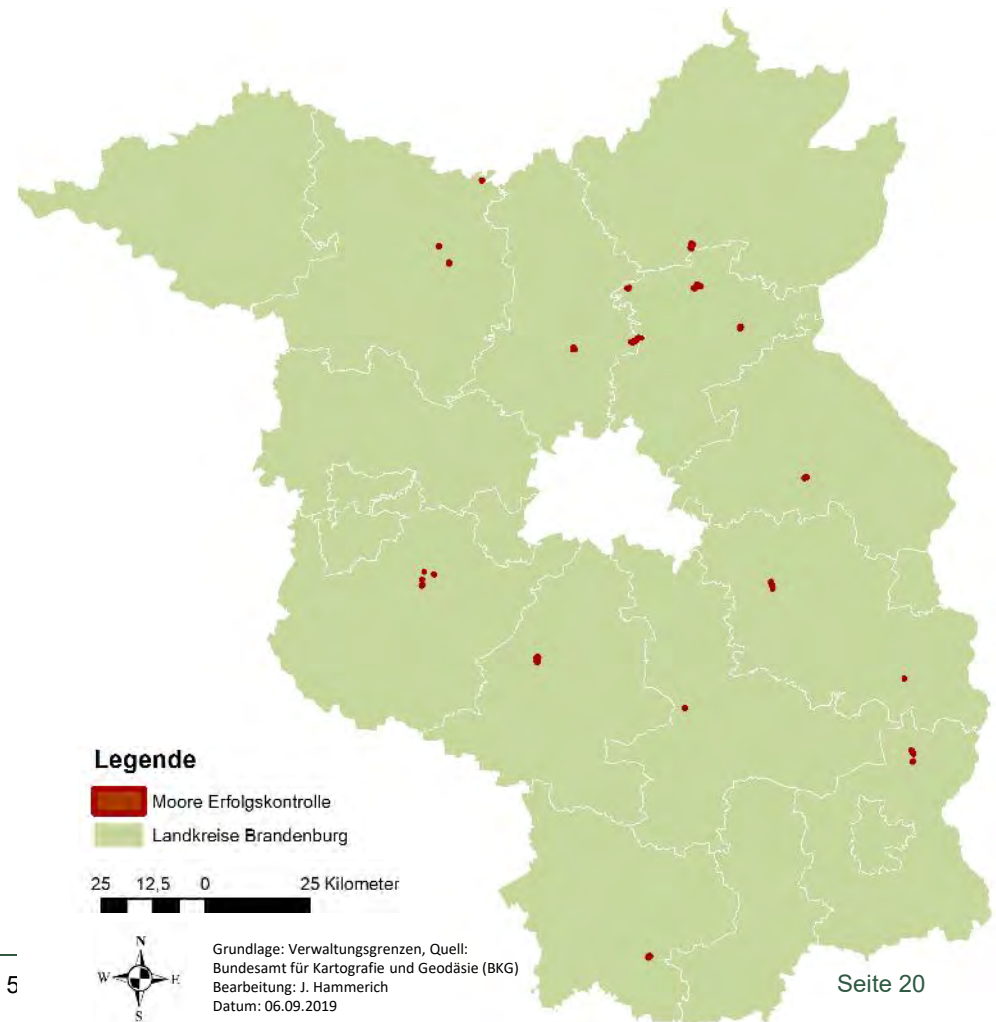 Legende
Moore Erfolgskontrolle
Landkreise Brandenburg
25 12,5 0 25 Kilometer
N
W E
S
Grundlage: Verwaltungsgrenzen, Quell:
Bundesamt für Kartografie und Geodäsie (BKG)
Bearbeitung: J. Hammerich
Datum: 06.09.2019
5
Seite 20